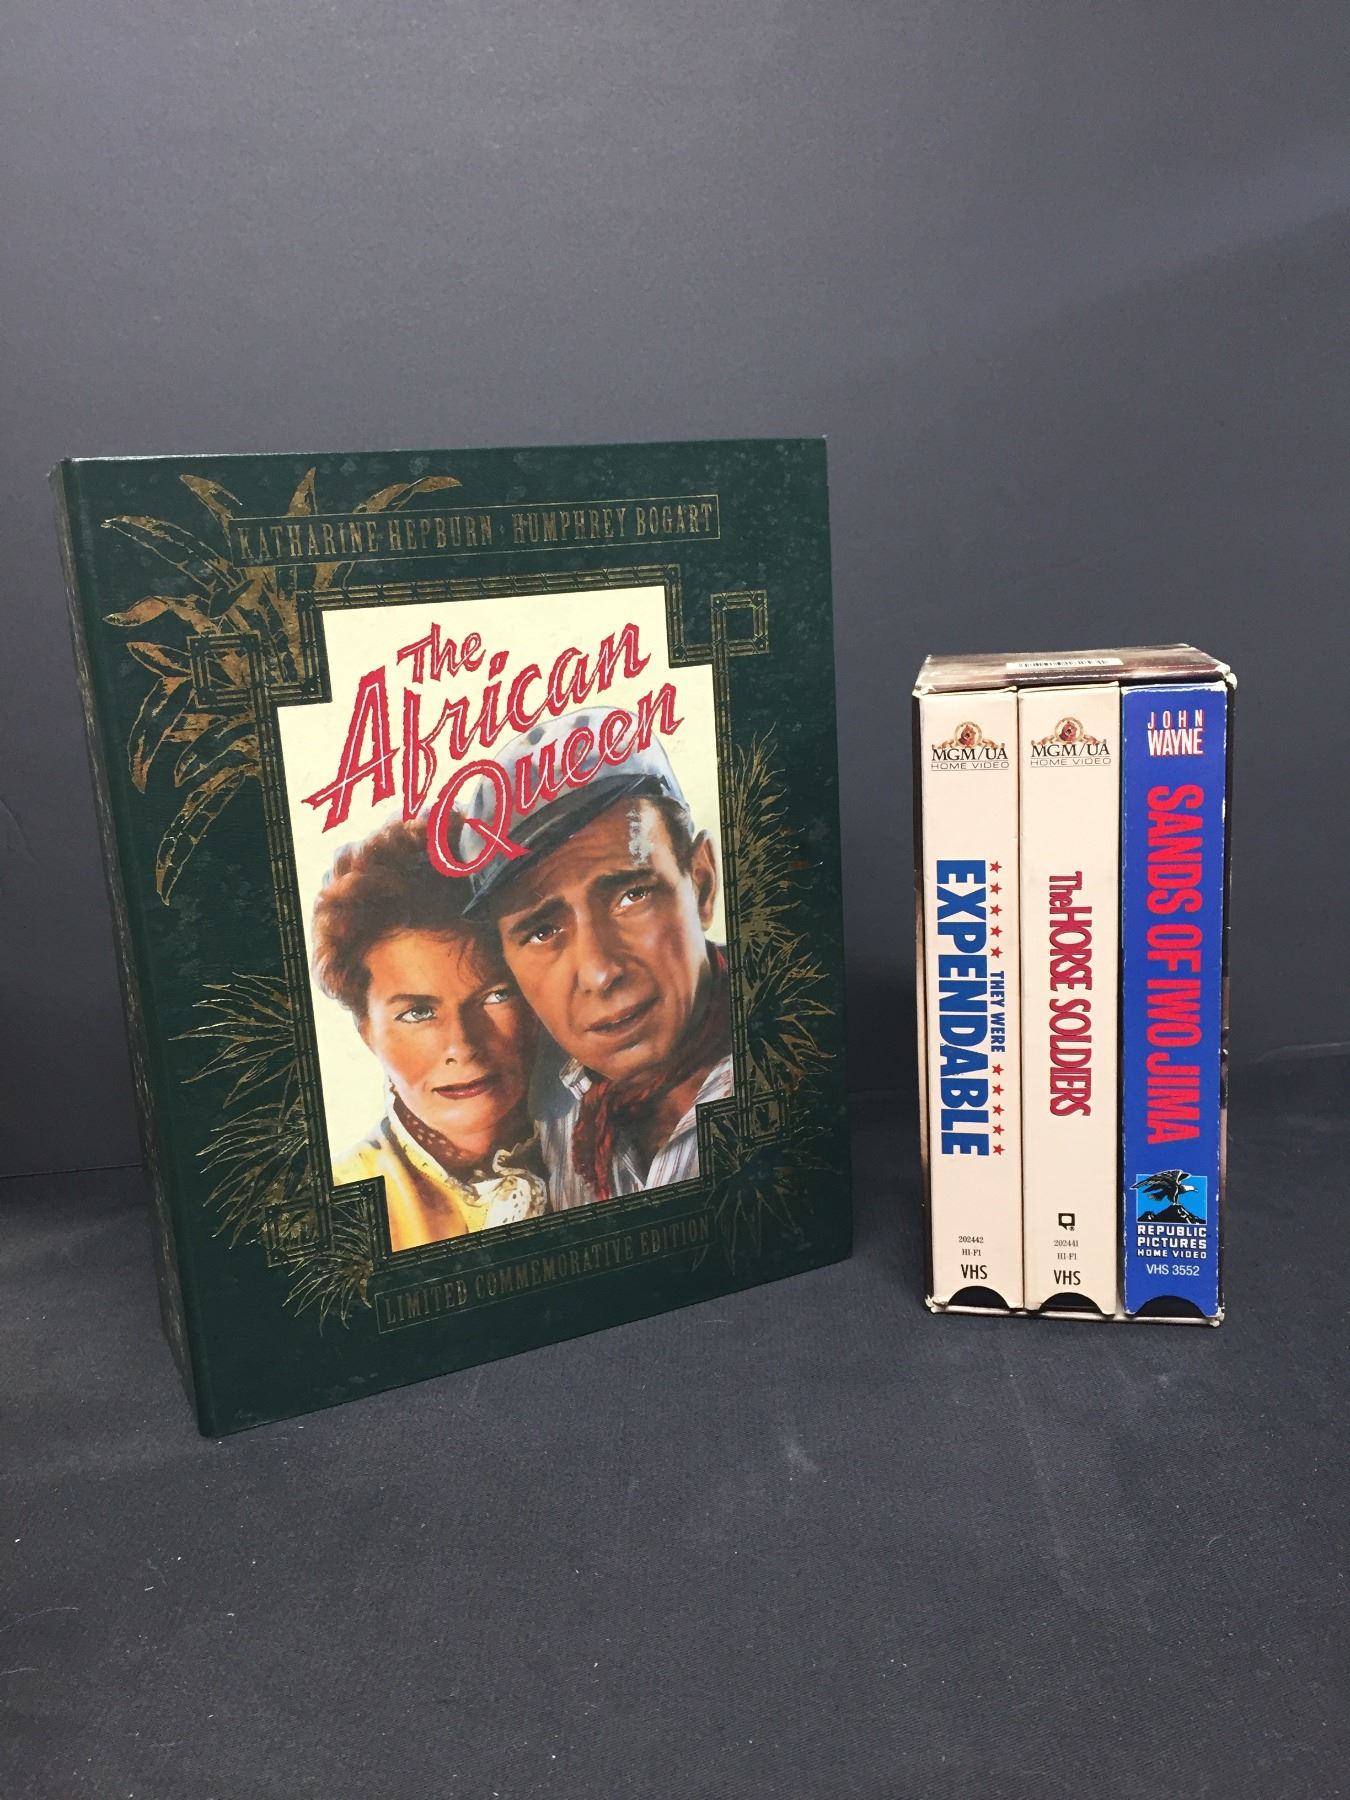 KATHARINE HEPBURN · HUMPHREY BOGART
The
African
Queen
LIMITED COMMEMORATIVE EDITION
MGM/UA
HOME VIDEO
THEY WERE
EXPENDABLE
202442
HI-FI
VHS
MGM/UA
HOME VIDEO
The HORSE SOLDIERS
202441
HI-FI
VHS
JOHN
WAYNE
SANDS OF IWO JIMA
REPUBLIC
PICTURES
HOME VIDEO
VHS 3552